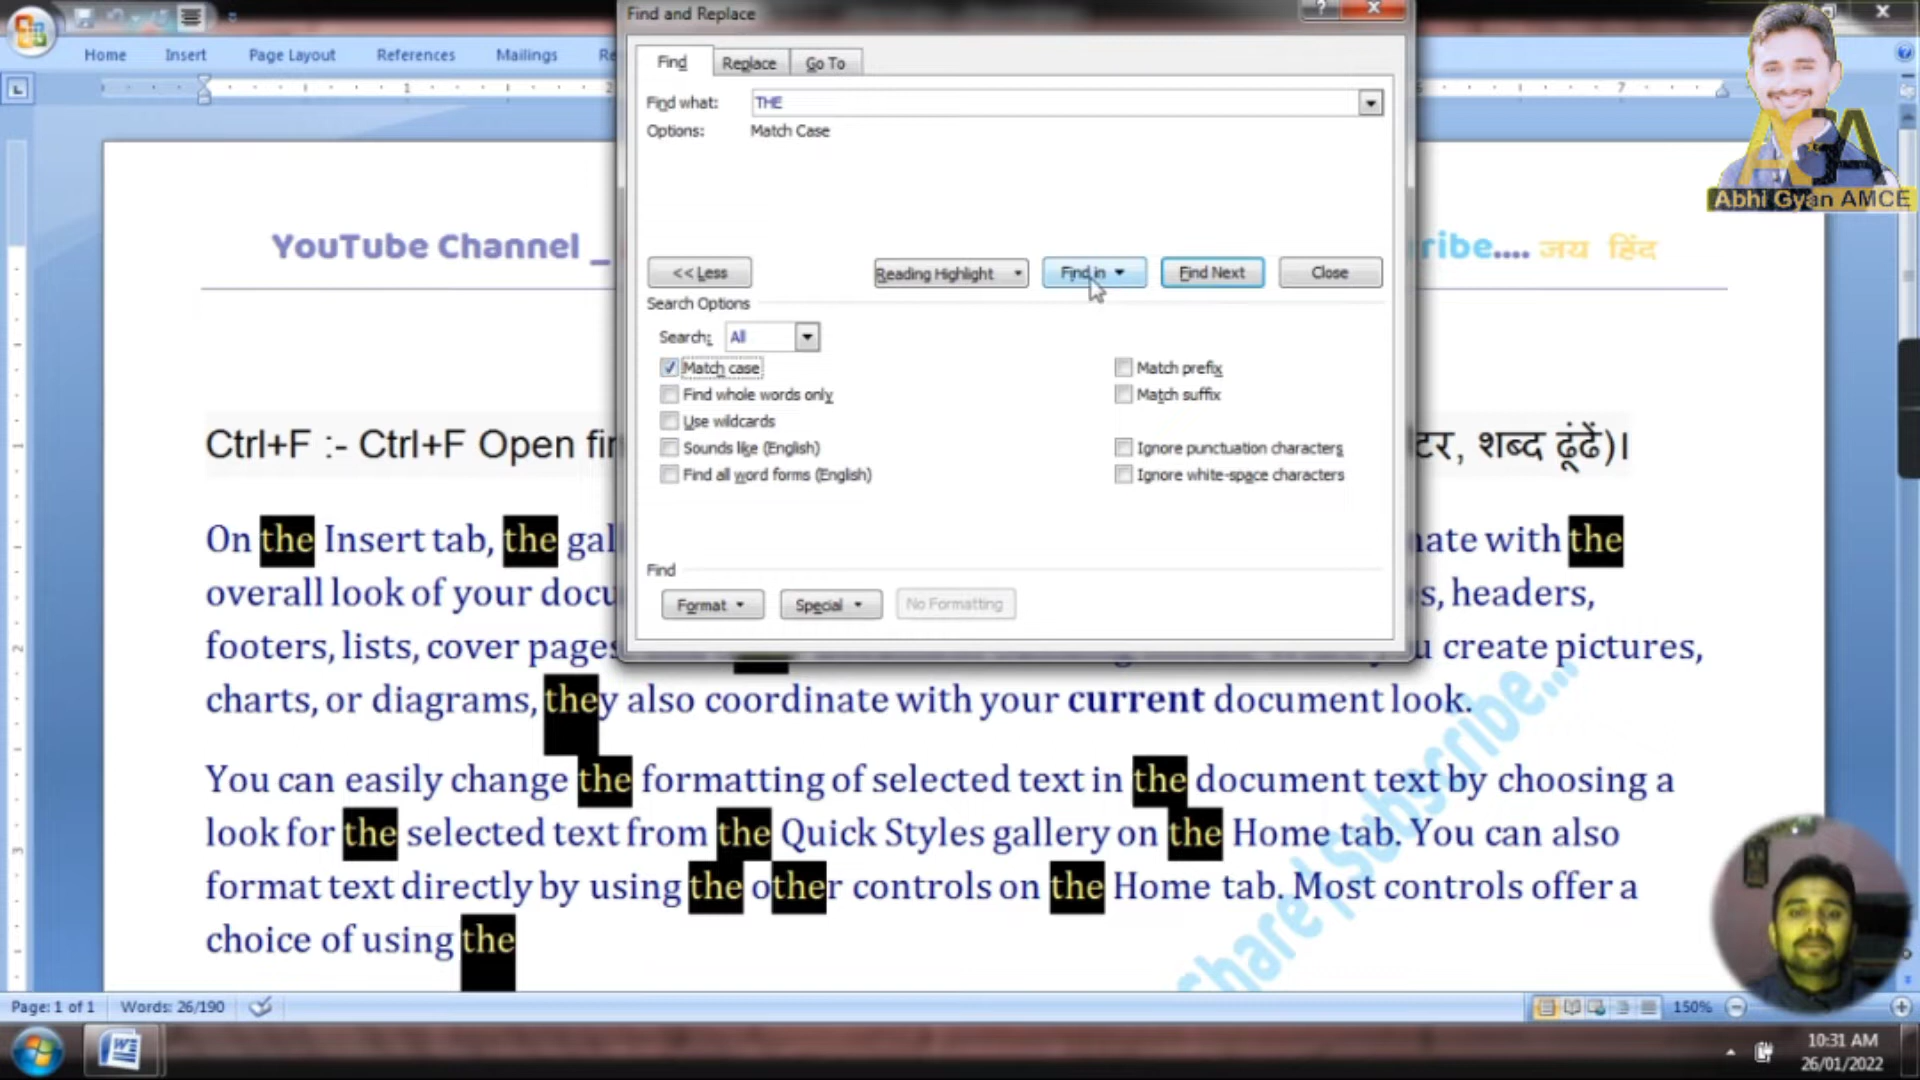 Find and Replace
Home Insert Page Layout References Mailings
Find Replace Go To
Find what: THE
Options: Match Case
Abhi Gyan AMCE
YouTube Channel _
ribe.... जय हिंद
<< Less Reading Highlight Find in Find Next Close
Search Options
Search: All
Match case Match prefix
Find whole words only Match suffix
Use wildcards
Sounds like (English) Ignore punctuation characters
Find all word forms (English) Ignore white-space characters
Find
Format Special No Formatting
Ctrl+F :- Ctrl+F Open fin टर, शब्द ढूंढें)।
On the Insert tab, the gal nate with the
overall look of your docu s, headers,
footers, lists, cover pages u create pictures,
charts, or diagrams, they also coordinate with your current document look.
You can easily change the formatting of selected text in the document text by choosing a
look for the selected text from the Quick Styles gallery on the Home tab. You can also
format text directly by using the other controls on the Home tab. Most controls offer a
choice of using the
Share | Subscribe...
Page: 1 of 1 Words: 26/190 150%
10:31 AM
26/01/2022